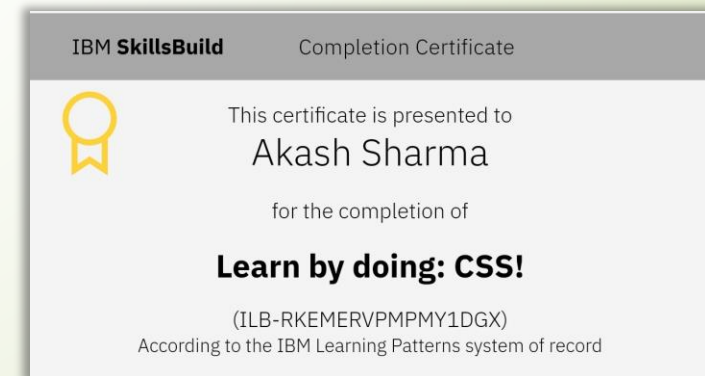 IBM SkillsBuild Completion Certificate
This certificate is presented to
Akash Sharma
for the completion of
Learn by doing: CSS!
(ILB-RKEMERVPMPMY1DGX)
According to the IBM Learning Patterns system of record